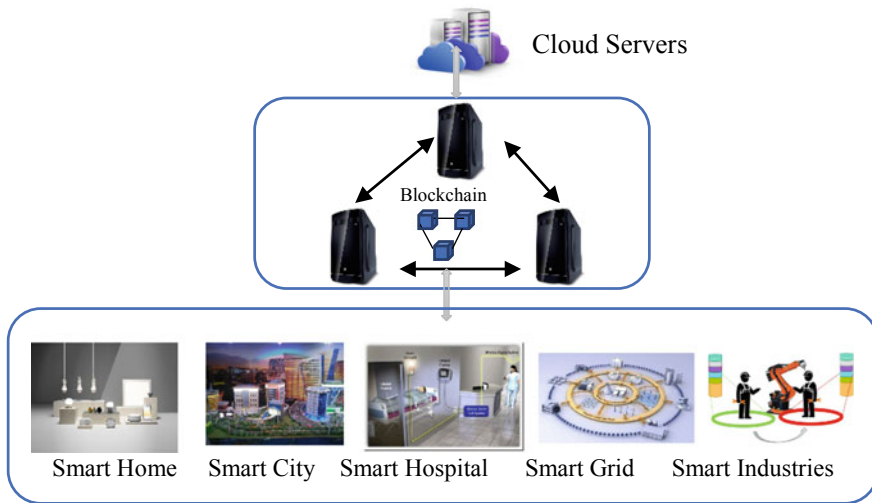 Cloud Servers
Blockchain
Smart Home Smart City Smart Hospital Smart Grid Smart Industries